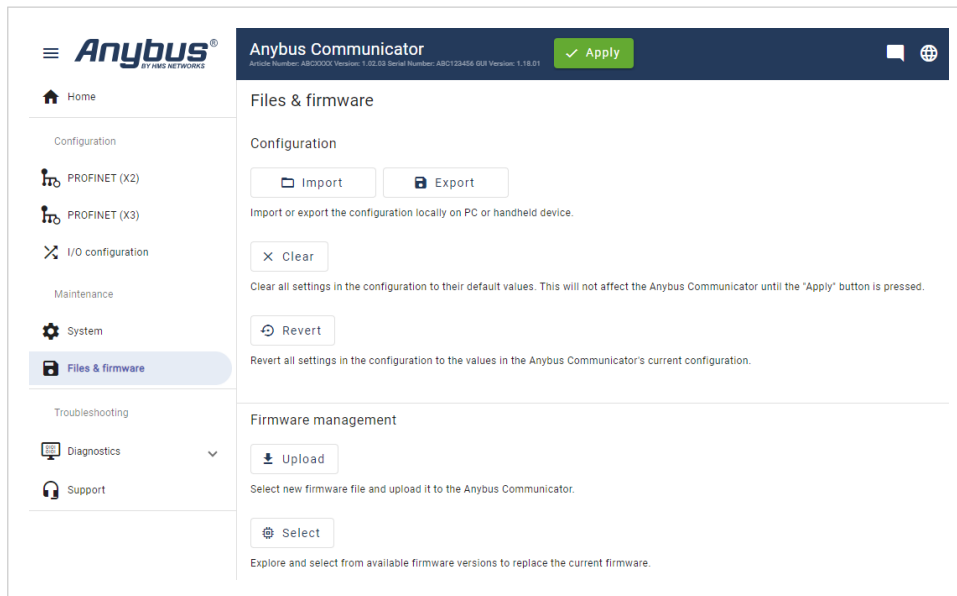 Anybus®
BY HMS NETWORKS
Anybus Communicator
Article Number: ABCXXXX Version: 1.02.03 Serial Number: ABC123456 GUI Version: 1.18.01
Apply
Home
Configuration
PROFINET (X2)
PROFINET (X3)
I/O configuration
Maintenance
System
Files & firmware
Troubleshooting
Diagnostics
Support
Files & firmware
Configuration
Import Export
Import or export the configuration locally on PC or handheld device.
Clear
Clear all settings in the configuration to their default values. This will not affect the Anybus Communicator until the "Apply" button is pressed.
Revert
Revert all settings in the configuration to the values in the Anybus Communicator's current configuration.
Firmware management
Upload
Select new firmware file and upload it to the Anybus Communicator.
Select
Explore and select from available firmware versions to replace the current firmware.